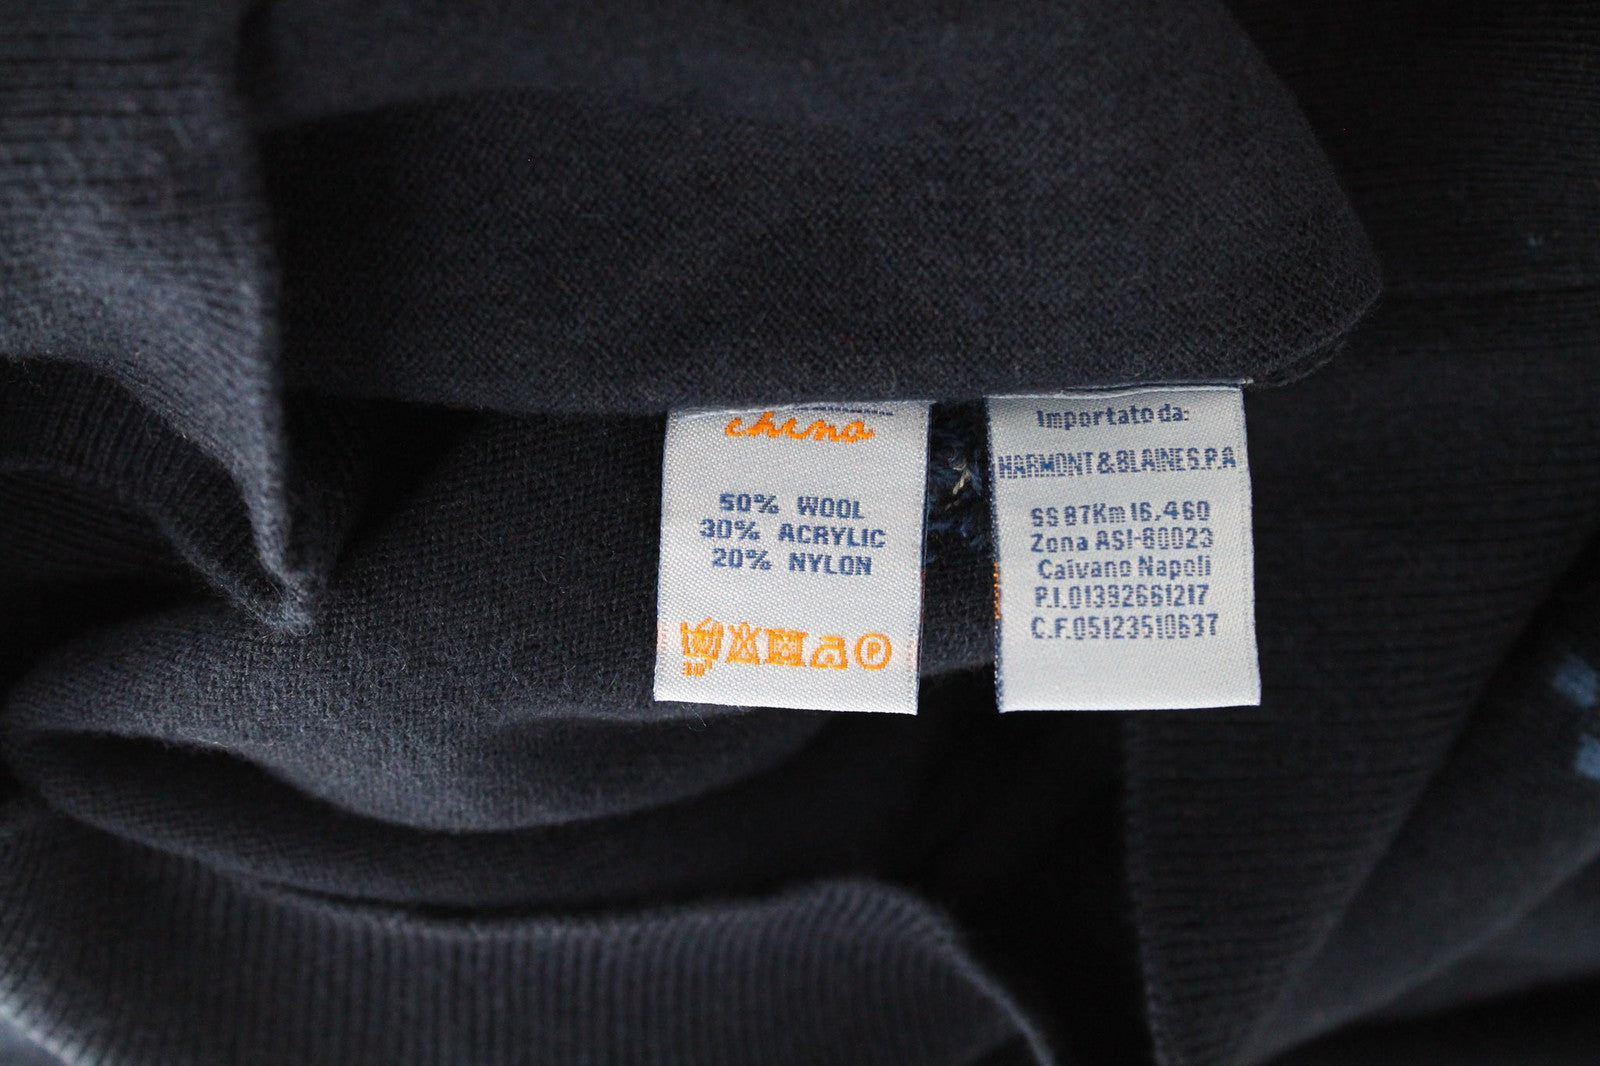 china
50% WOOL
30% ACRYLIC
20% NYLON
30
P
Importato da:
HARMONT & BLAINE S.P.A
SS 87 Km 16,460
Zona ASI-80023
Caivano Napoli
P.I.01392661217
C.F.05123510637